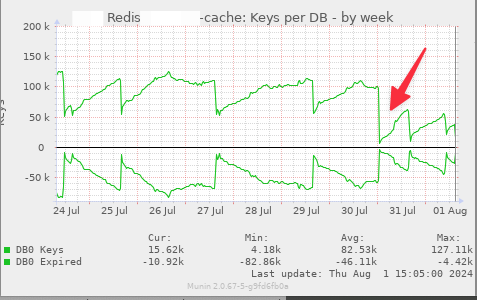 Redis -cache: Keys per DB - by week
200 k
150 k
100 k
50 k
0
-50 k
Keys
24 Jul 25 Jul 26 Jul 27 Jul 28 Jul 29 Jul 30 Jul 31 Jul 01 Aug
Cur: Min: Avg: Max:
DB0 Keys 15.62k 4.18k 82.53k 127.11k
DB0 Expired -10.92k -82.86k -46.11k -4.42k
Last update: Thu Aug 1 15:05:00 2024
Munin 2.0.67-5-g9fd6fb0e